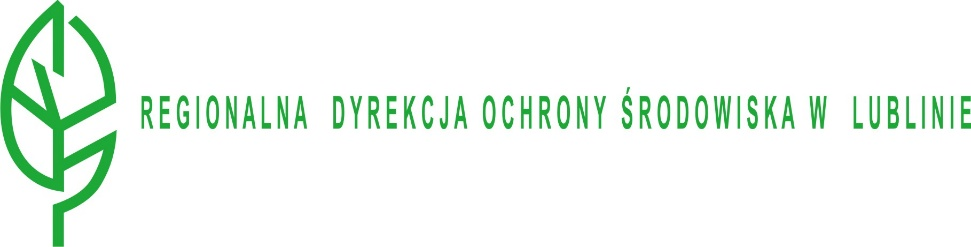 REGIONALNA DYREKCJA OCHRONY ŚRODOWISKA W LUBLINIE